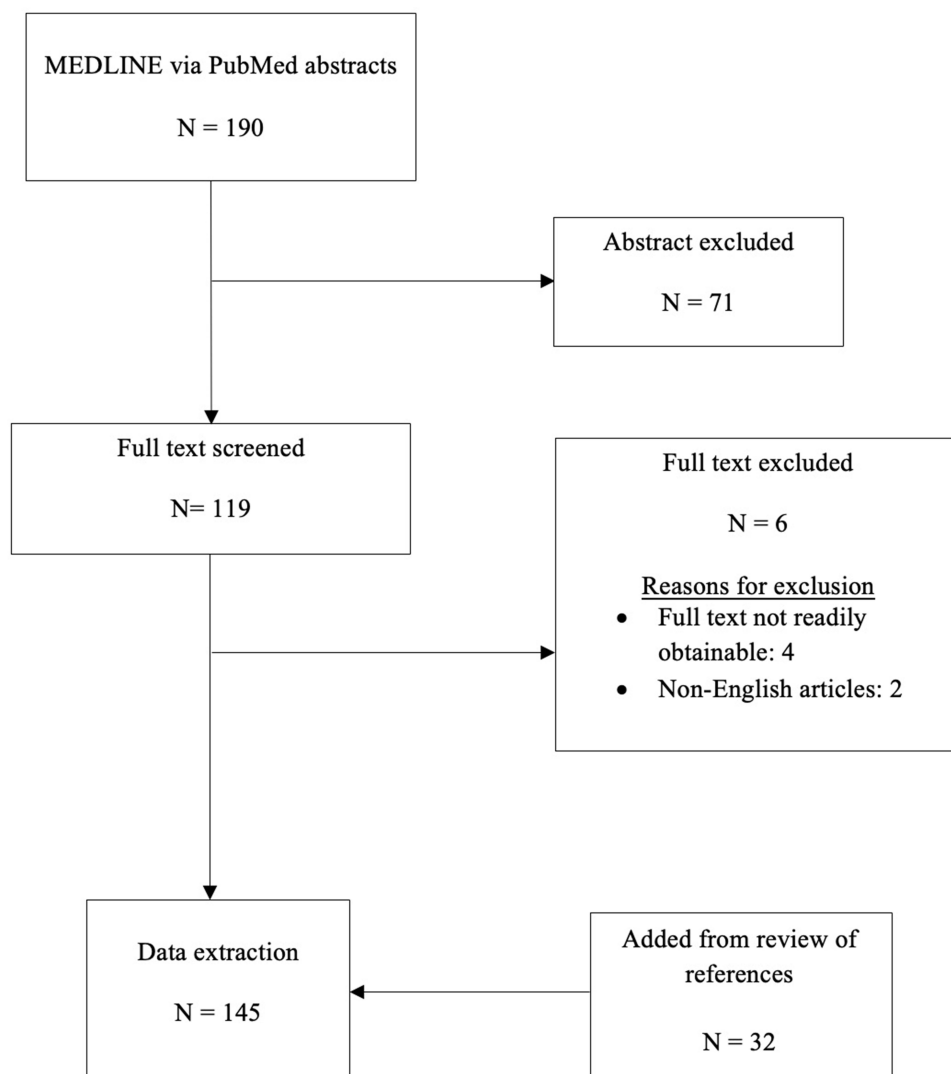 MEDLINE via PubMed abstracts
N = 190
Abstract excluded
N = 71
Full text screened
N= 119
Full text excluded
N = 6
Reasons for exclusion
• Full text not readily
obtainable: 4
• Non-English articles: 2
Data extraction
N = 145
Added from review of
references
N = 32